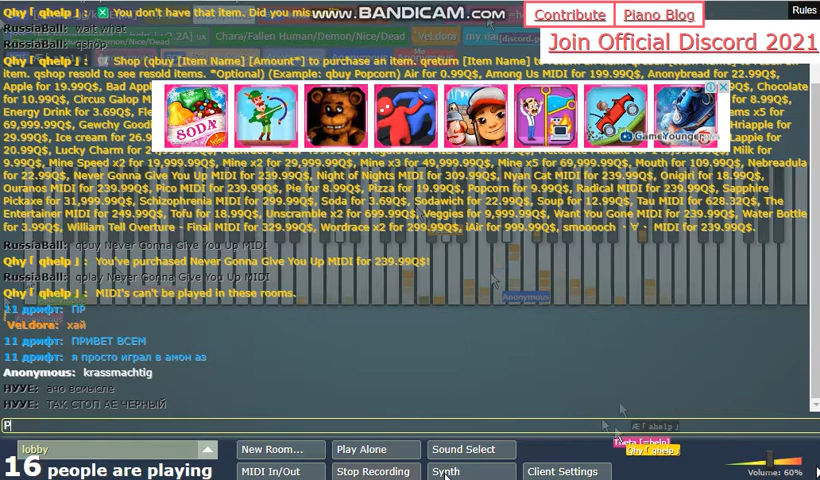 Qhy「 qhelp 」: ❎ You don't have that item. Did you mis
www.BANDICAM.com
Contribute
Piano Blog
Rules
RussiaBall: wait what
Chara/Fallen Human/Demon/Nice/Dead
Join Official Discord 2021
RussiaBall: qshop
Qhy「 qhelp 」: Shop (qbuy [Item Name] [Amount*] to purchase an item. qreturn [Item Name] to return an
item. qshop resold to see resold items. *Optional) (Example: qbuy Popcorn) Air for 0.99Q$, Among Us MIDI for 199.99Q$, Anonybread for 22.99Q$,
Apple for 19.99Q$, Bad App
Chocolate
for 10.99Q$, Circus Galop M
for 8.99Q$,
Energy Drink for 3.69Q$, Fle
ems x5 for
69,999.99Q$, Gewchy Good
triapple for
29.99Q$, Ice cream for 26.9
Lapple for
10.99Q$, Lucky Charm for 2
Milk for
SODA
GameYounger
9.99Q$, Mine Speed x2 for 19,999.99Q$, Mine x2 for 29,999.99Q$, Mine x3 for 49,999.99Q$, Mine x5 for 69,999.99Q$, Mouth for 109.99Q$, Nebreadula
for 22.99Q$, Never Gonna Give You Up MIDI for 239.99Q$, Night of Nights MIDI for 309.99Q$, Nyan Cat MIDI for 239.99Q$, Onigiri for 18.99Q$,
Ouranos MIDI for 239.99Q$, Pico MIDI for 239.99Q$, Pie for 8.99Q$, Pizza for 19.99Q$, Popcorn for 9.99Q$, Radical MIDI for 239.99Q$, Sapphire
Pickaxe for 31,999.99Q$, Schizophrenia MIDI for 299.99Q$, Soda for 3.69Q$, Sodawich for 22.99Q$, Soup for 12.99Q$, Tau MIDI for 628.32Q$, The
Entertainer MIDI for 249.99Q$, Tofu for 18.99Q$, Unscramble x2 for 699.99Q$, Veggies for 9,999.99Q$, Want You Gone MIDI for 239.99Q$, Water Bottle
for 3.99Q$, William Tell Overture - Final MIDI for 329.99Q$, Wordrace x2 for 299.99Q$, iAir for 999.99Q$, smooooch ・∀・ MIDI for 259.99Q$.
RussiaBall: qbuy Never Gonna Give You Up MIDI
Qhy「 qhelp 」: You've purchased Never Gonna Give You Up MIDI for 239.99Q$!
RussiaBall: qplay Never Gonna Give You Up MIDI
Qhy「 qhelp 」: MIDI's can't be played in these rooms.
Anonymous
11 дрифт: ПР
VeLdora: хай
11 дрифт: ПРИВЕТ ВСЕМ
11 дрифт: я просто играл в амон аз
Anonymous: krassmachtig
НУУЕ: ачо всмысле
НУУЕ: ТАК СТОП АЕ ЧЕРНЫЙ
P
Æ「 qhelp 」
Theta [=help]
Qhy「 qhelp 」
lobby
New Room...
Play Alone
Sound Select
16 people are playing
MIDI In/Out
Stop Recording
Synth
Client Settings
Volume: 60%